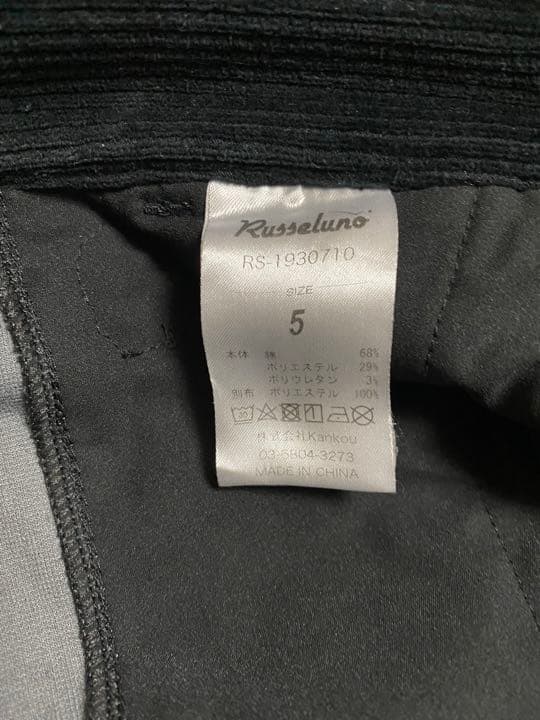 Russeluno
RS-1930710
SIZE
5
本体 綿 68%
ポリエステル 29%
ポリウレタン 3%
別布 ポリエステル 100%
株式会社Kankou
03-5804-3273
MADE IN CHINA